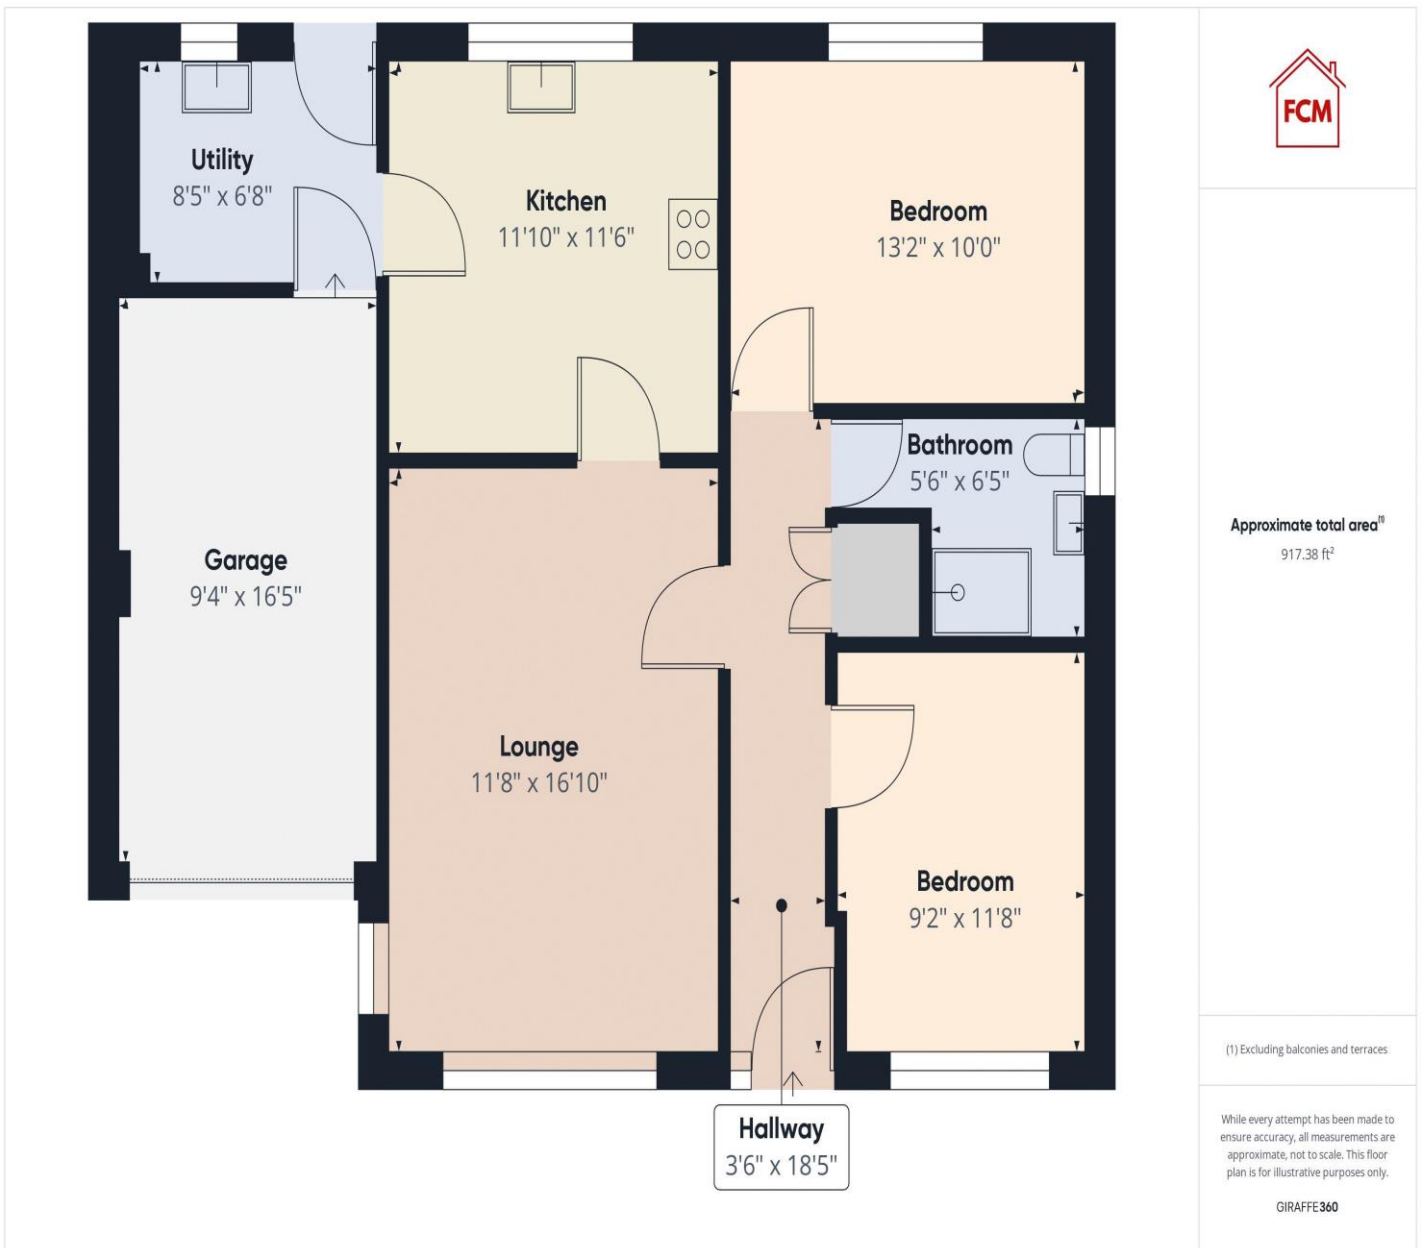 Utility
8'5" x 6'8"
Kitchen
11'10" x 11'6"
Bedroom
13'2" x 10'0"
Bathroom
5'6" x 6'5"
Garage
9'4" x 16'5"
Lounge
11'8" x 16'10"
Bedroom
9'2" x 11'8"
Hallway
3'6" x 18'5"
FCM
Approximate total area⁽¹⁾
917.38 ft²
(1) Excluding balconies and terraces
While every attempt has been made to
ensure accuracy, all measurements are
approximate, not to scale. This floor
plan is for illustrative purposes only.
GIRAFFE360